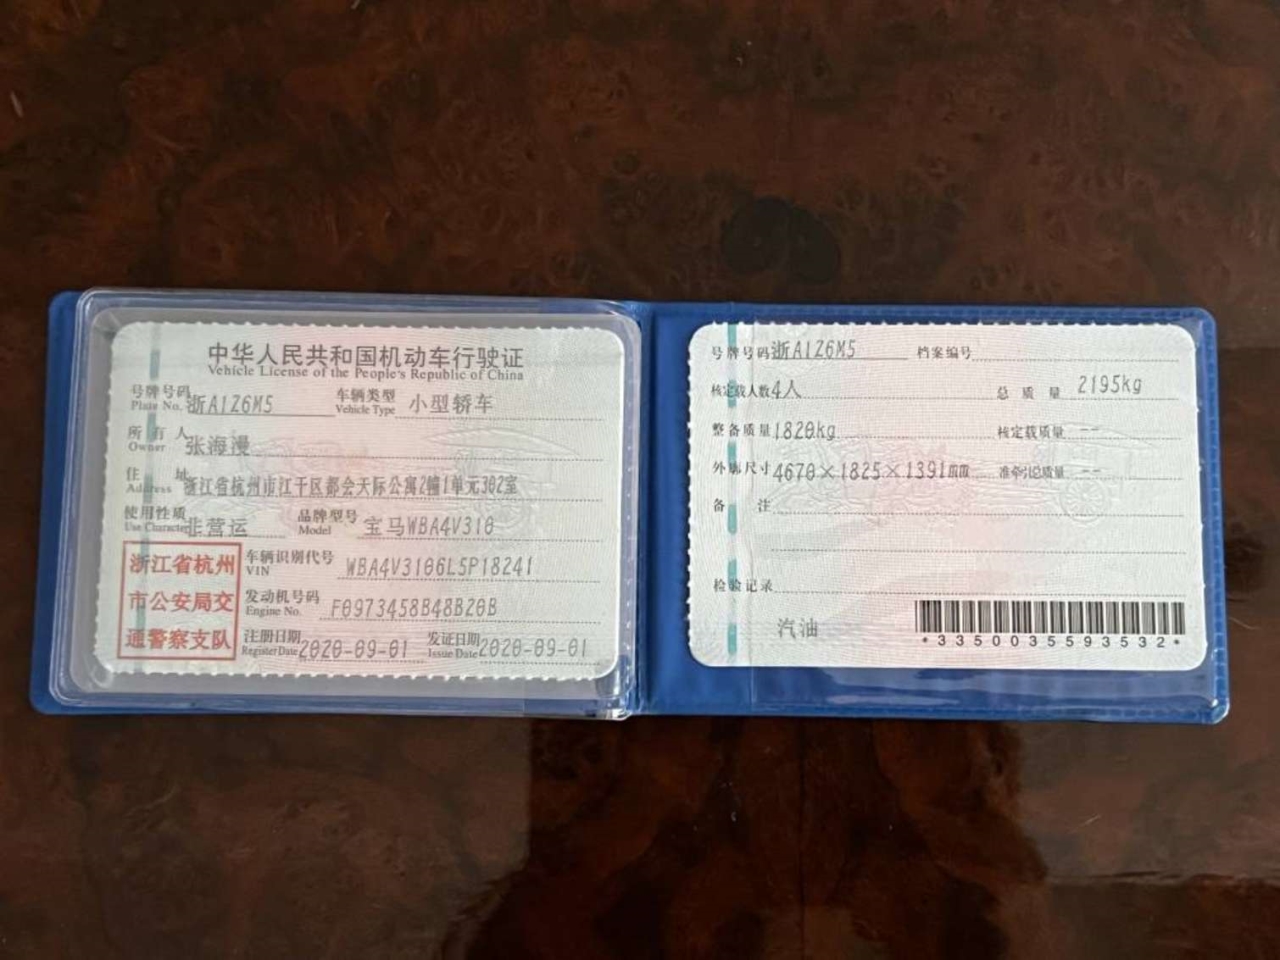 中华人民共和国机动车行驶证
Vehicle License of the People's Republic of China
号牌号码 浙A1Z6M5 车辆类型 小型轿车
Plate No. Vehicle Type
所有人 张海漫
Owner
住址 浙江省杭州市江干区都会天际公寓2幢1单元302室
Address
使用性质 非营运 品牌型号 宝马WBA4V310
Use Character Model
浙江省杭州
市公安局交
通警察支队
车辆识别代号 WBA4V3106L5P18241
VIN
发动机号码 F0973458B48B20B
Engine No.
注册日期 2020-09-01 发证日期 2020-09-01
Register Date Issue Date
号牌号码 浙A1Z6M5 档案编号
核定载人数 4人 总质量 2195kg
整备质量 1820kg 核定载质量 --
外廓尺寸 4670×1825×1391mm 准牵引总质量 --
备注
检验记录
汽油
*3350035593532*